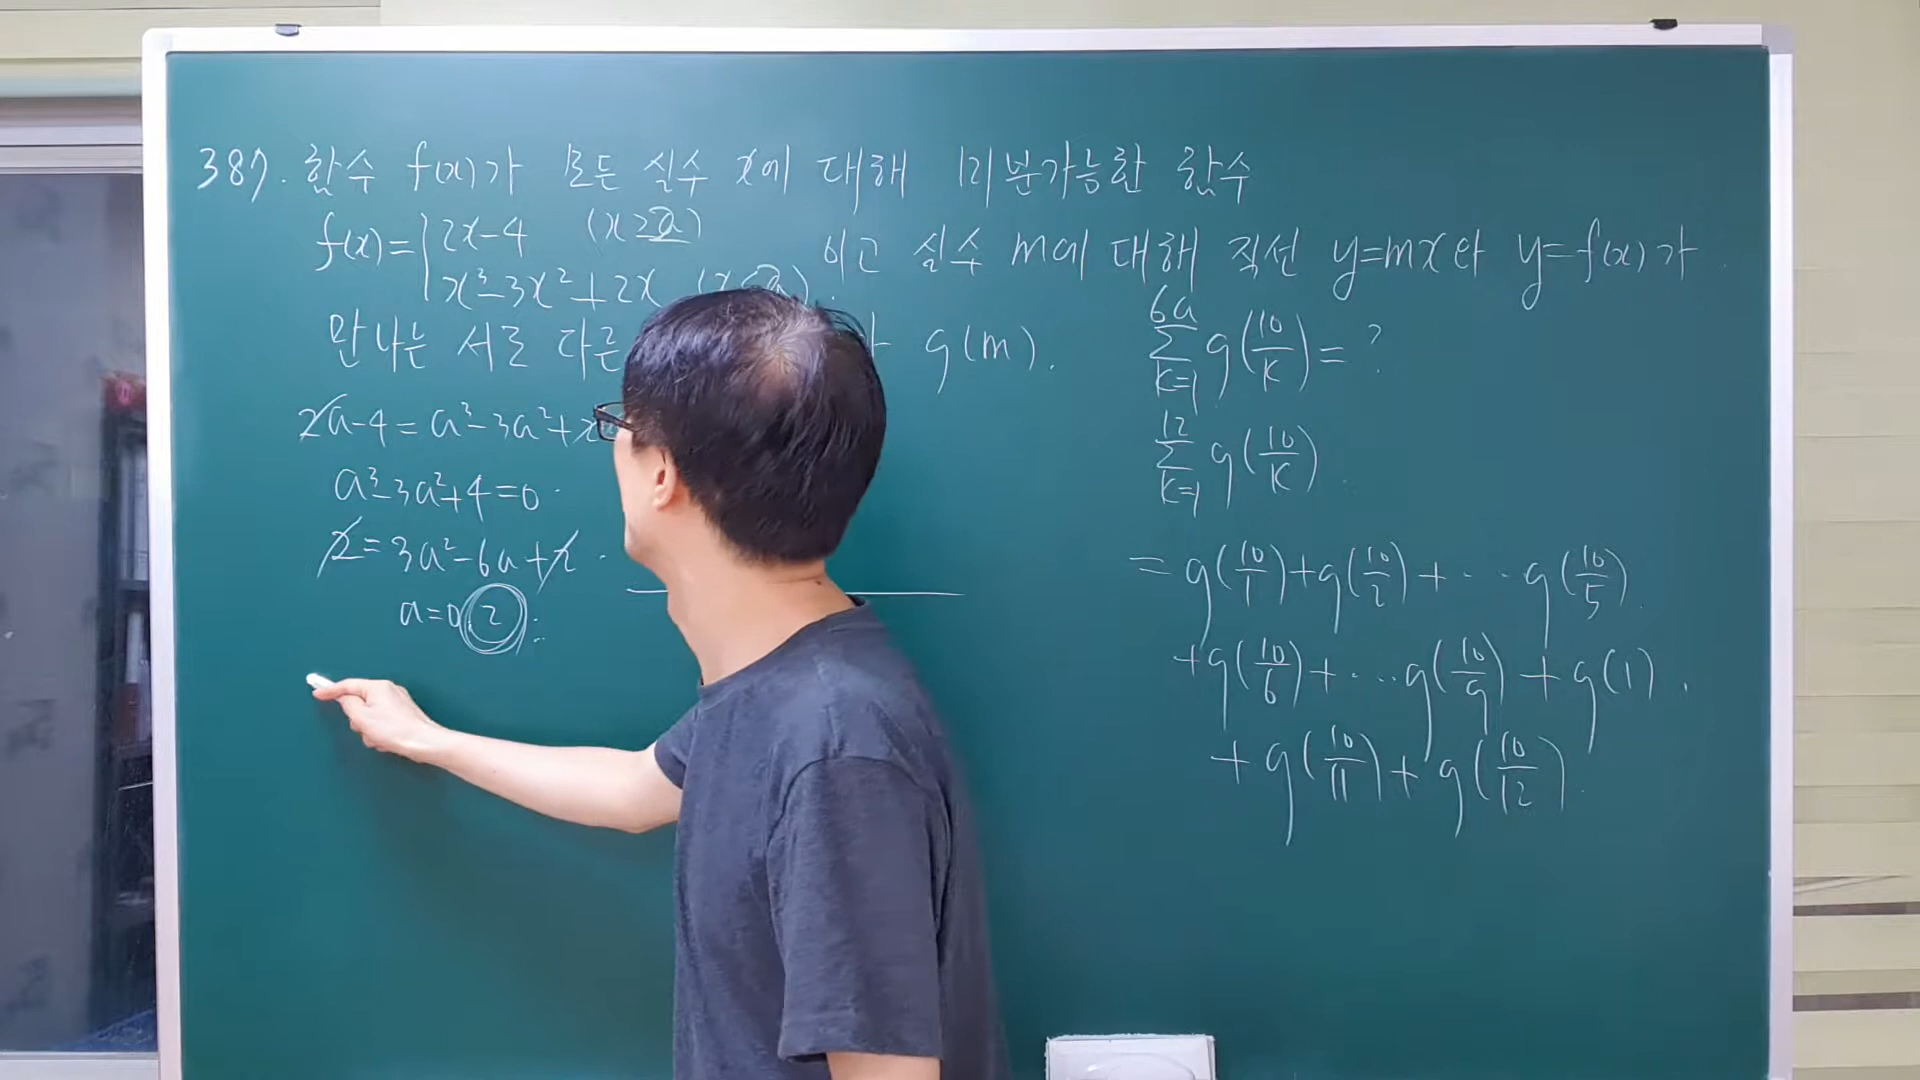 387. 함수 f(x)가 모든 실수 x에 대해 미분가능한 함수
f(x)={2x-4 (x≥a)
x³-3x²+2x 이고 실수 m에 대해 직선 y=mx와 y=f(x)가
만나는 서로 다른 g(m).
6a
Σ g(10/k)=?
k=1
2a-4=a³-3a²+2
a³-3a²+4=0
2=3a²-6a+2
a=0, 2
12
Σ g(10/k)
k=1
=g(10/1)+g(10/2)+...g(10/5)
+g(10/6)+...g(10/9)+g(1).
+g(10/11)+g(10/12)